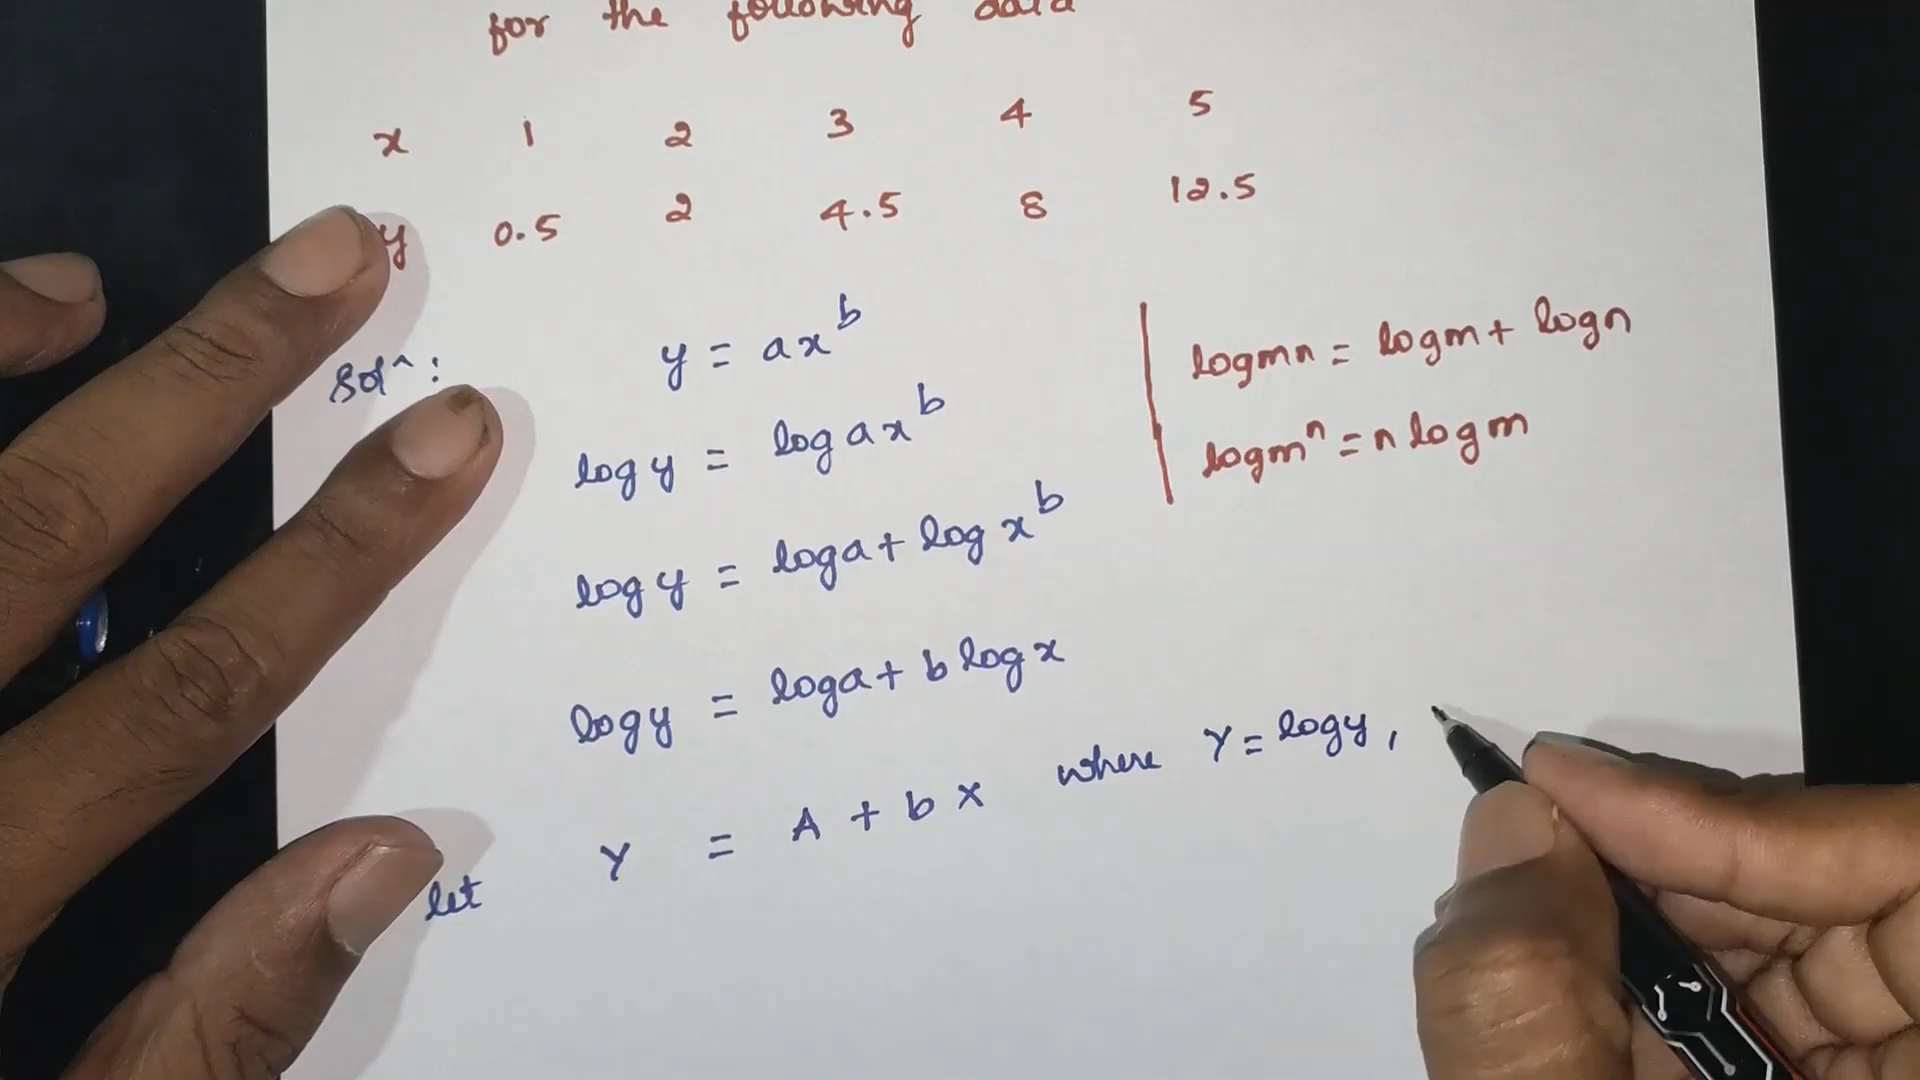 for the following data
x 1 2 3 4 5
y 0.5 2 4.5 8 12.5
Solⁿ: y = ax^b
log y = log ax^b
log y = log a + log x^b
log y = log a + b log x
let Y = A + b X where Y = log y,
log mn = log m + log n
log m^n = n log m